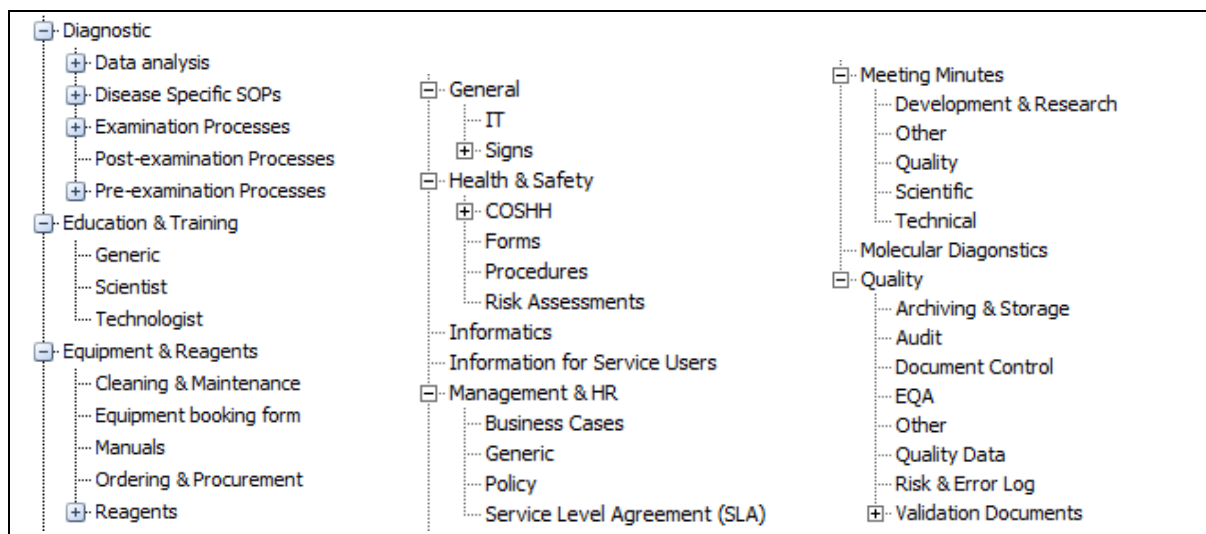 Diagnostic
Data analysis
Disease Specific SOPs
Examination Processes
Post-examination Processes
Pre-examination Processes
Education & Training
Generic
Scientist
Technologist
Equipment & Reagents
Cleaning & Maintenance
Equipment booking form
Manuals
Ordering & Procurement
Reagents
General
IT
Signs
Health & Safety
COSHH
Forms
Procedures
Risk Assessments
Informatics
Information for Service Users
Management & HR
Business Cases
Generic
Policy
Service Level Agreement (SLA)
Meeting Minutes
Development & Research
Other
Quality
Scientific
Technical
Molecular Diagonstics
Quality
Archiving & Storage
Audit
Document Control
EQA
Other
Quality Data
Risk & Error Log
Validation Documents